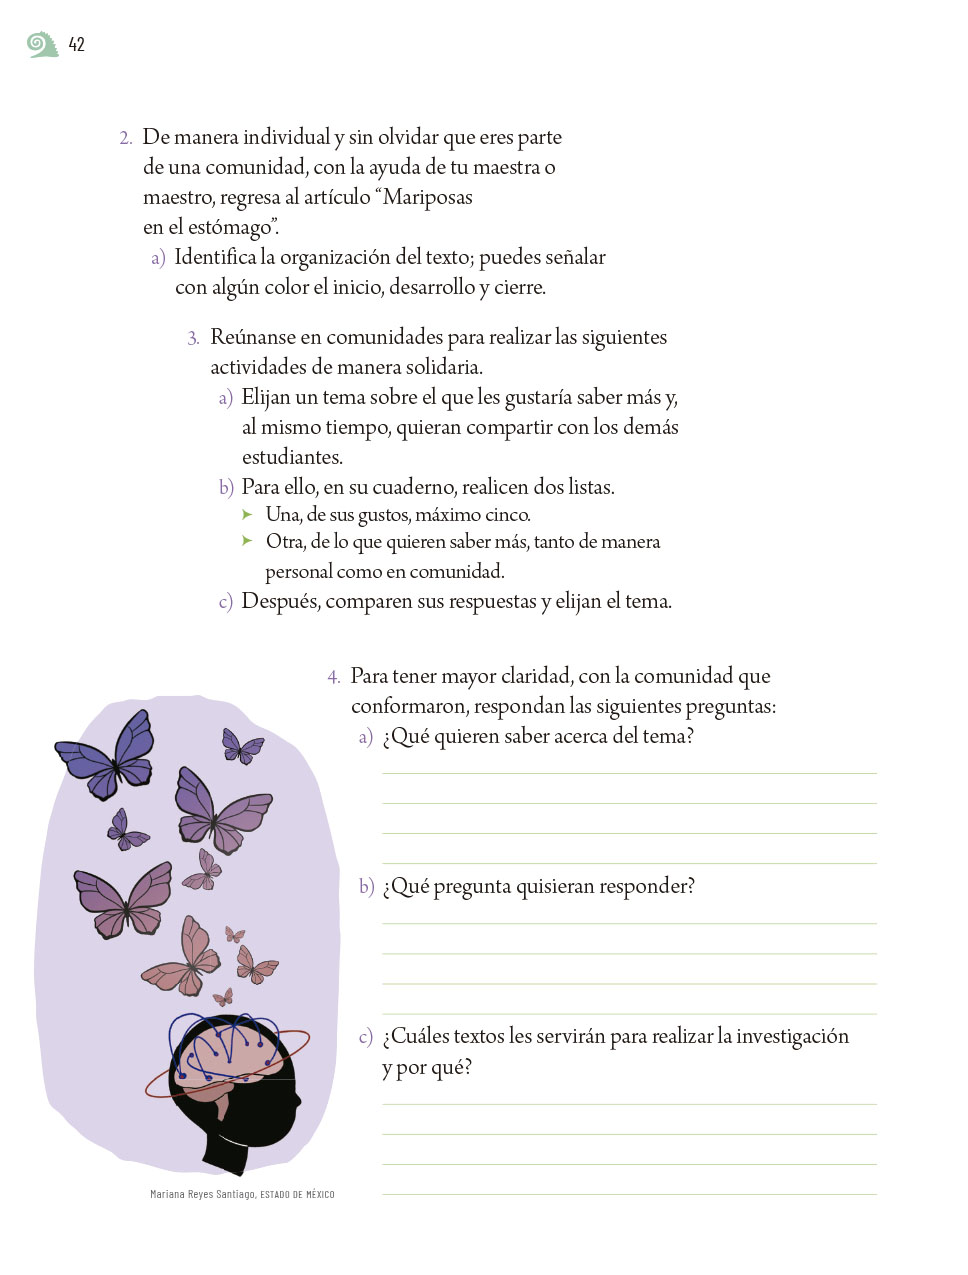 42
2. De manera individual y sin olvidar que eres parte
de una comunidad, con la ayuda de tu maestra o
maestro, regresa al artículo “Mariposas
en el estómago”.
a) Identifica la organización del texto; puedes señalar
con algún color el inicio, desarrollo y cierre.
3. Reúnanse en comunidades para realizar las siguientes
actividades de manera solidaria.
a) Elijan un tema sobre el que les gustaría saber más y,
al mismo tiempo, quieran compartir con los demás
estudiantes.
b) Para ello, en su cuaderno, realicen dos listas.
➤ Una, de sus gustos, máximo cinco.
➤ Otra, de lo que quieren saber más, tanto de manera
personal como en comunidad.
c) Después, comparen sus respuestas y elijan el tema.
4. Para tener mayor claridad, con la comunidad que
conformaron, respondan las siguientes preguntas:
a) ¿Qué quieren saber acerca del tema?
b) ¿Qué pregunta quisieran responder?
c) ¿Cuáles textos les servirán para realizar la investigación
y por qué?
Mariana Reyes Santiago, ESTADO DE MÉXICO